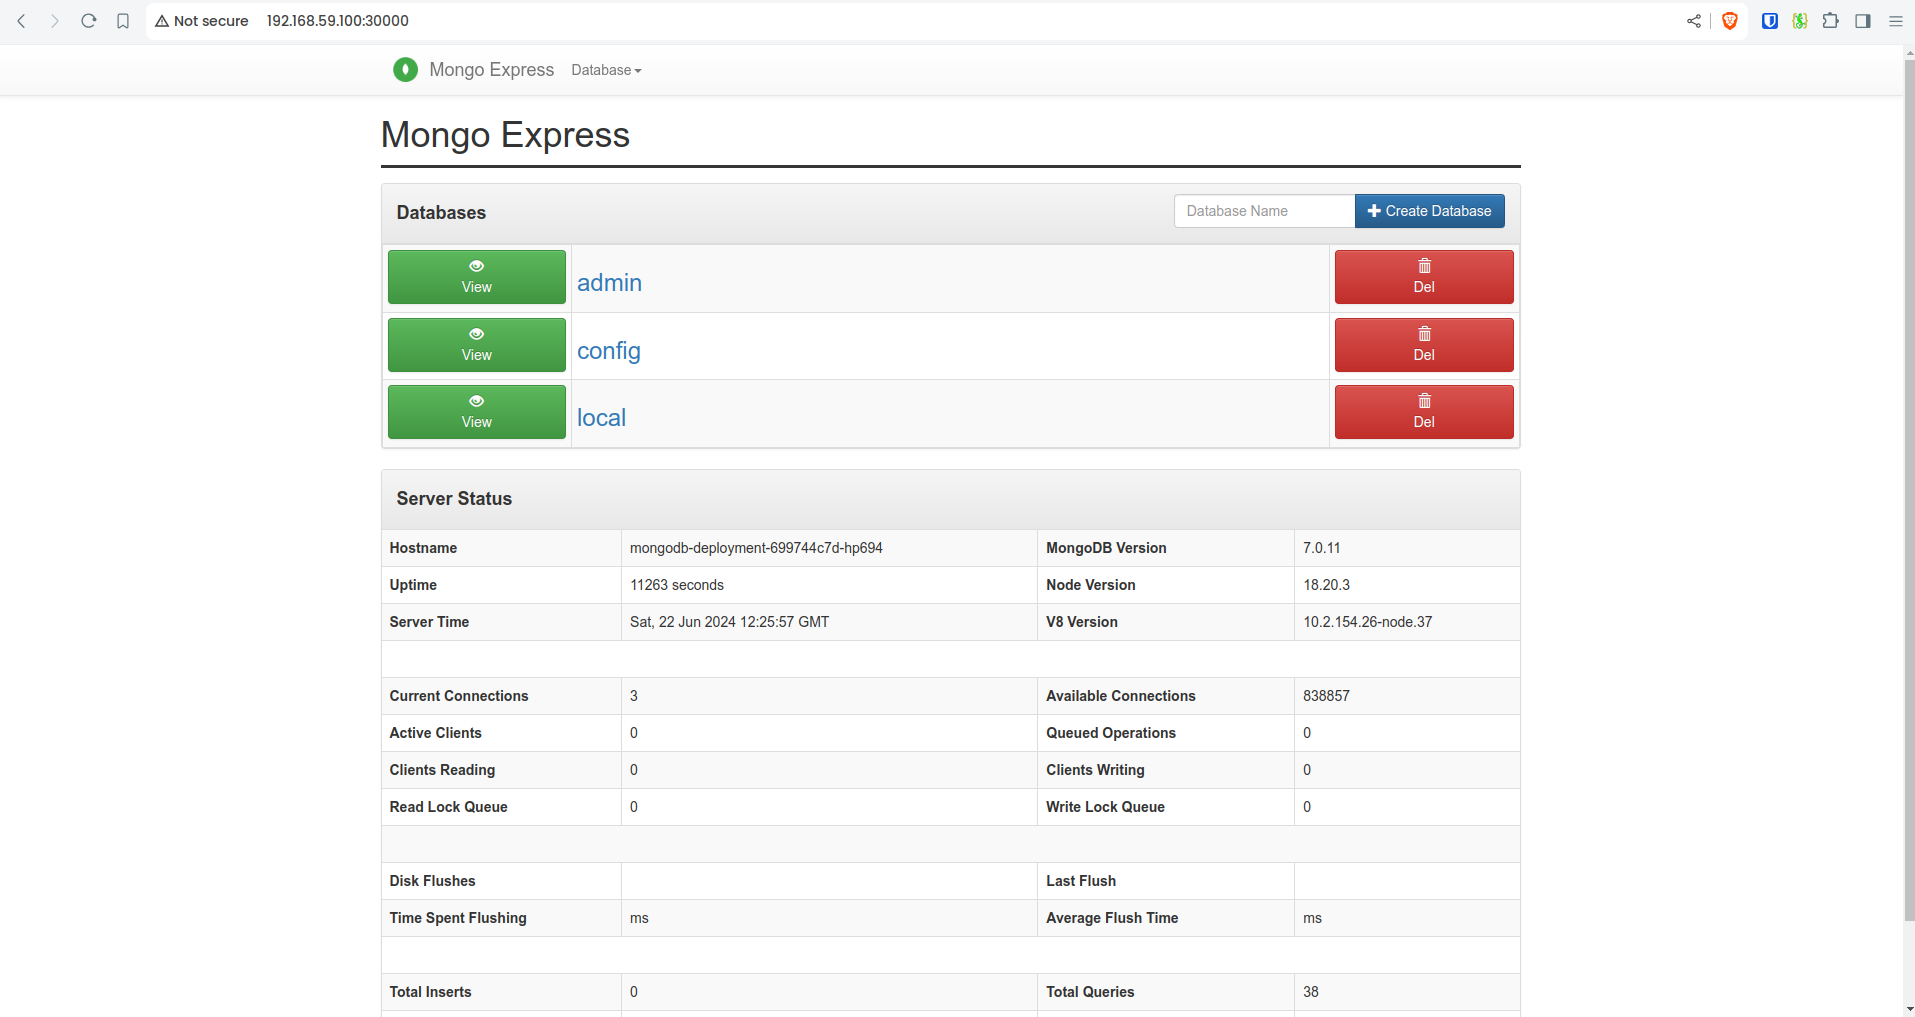 Not secure 192.168.59.100:30000
Mongo Express Database
Mongo Express
Databases Database Name Create Database
View admin Del
View config Del
View local Del
Server Status
Hostname mongodb-deployment-699744c7d-hp694 MongoDB Version 7.0.11
Uptime 11263 seconds Node Version 18.20.3
Server Time Sat, 22 Jun 2024 12:25:57 GMT V8 Version 10.2.154.26-node.37
Current Connections 3 Available Connections 838857
Active Clients 0 Queued Operations 0
Clients Reading 0 Clients Writing 0
Read Lock Queue 0 Write Lock Queue 0
Disk Flushes Last Flush
Time Spent Flushing ms Average Flush Time ms
Total Inserts 0 Total Queries 38